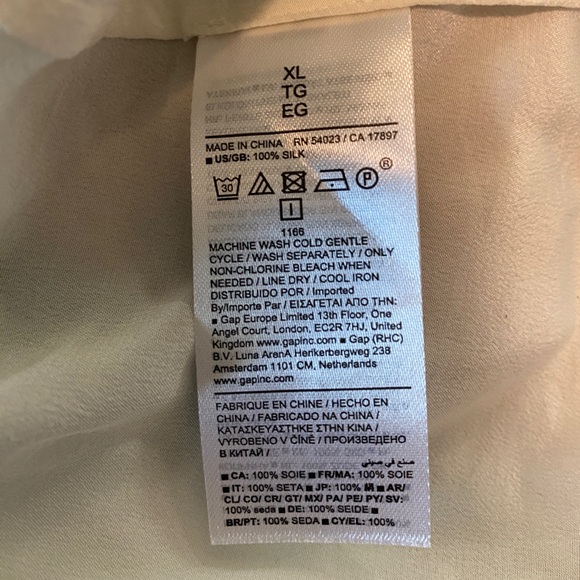 XL
TG
EG
MADE IN CHINA RN 54023 / CA 17897
■ US/GB: 100% SILK
30 P ®
1166
MACHINE WASH COLD GENTLE
CYCLE / WASH SEPARATELY / ONLY
NON-CHLORINE BLEACH WHEN
NEEDED / LINE DRY / COOL IRON
DISTRIBUIDO POR / Imported
By/Importe Par / ΕΙΣΑΓΕΤΑΙ ΑΠΟ ΤΗΝ:
■ Gap Europe Limited 13th Floor, One
Angel Court, London, EC2R 7HJ, United
Kingdom www.gapinc.com ■ Gap (RHC)
B.V. Luna ArenA Herikerbergweg 238
Amsterdam 1101 CM, Netherlands
www.gapinc.com
FABRIQUE EN CHINE / HECHO EN
CHINA / FABRICADO NA CHINA /
ΚΑΤΑΣΚΕΥΑΣΤΗΚΕ ΣΤΗΝ ΚΙΝΑ /
VYROBENO V ČÍNĚ / ПРОИЗВЕДЕНО
В КИТАЙ /
صنع في صيني
■ CA: 100% SOIE ■ FR/MA: 100% SOIE
■ IT: 100% SETA ■ JP: 100% 絹 ■ AR/
CL/ CO/ CR/ GT/ MX/ PA/ PE/ PY/ SV:
100% seda ■ DE: 100% SEIDE ■
BR/PT: 100% SEDA ■ CY/EL: 100%